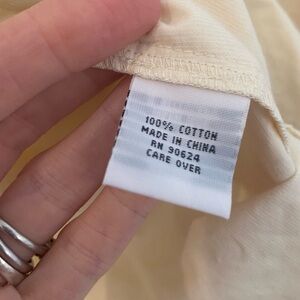 100% COTTON
MADE IN CHINA
RN 90624
CARE OVER